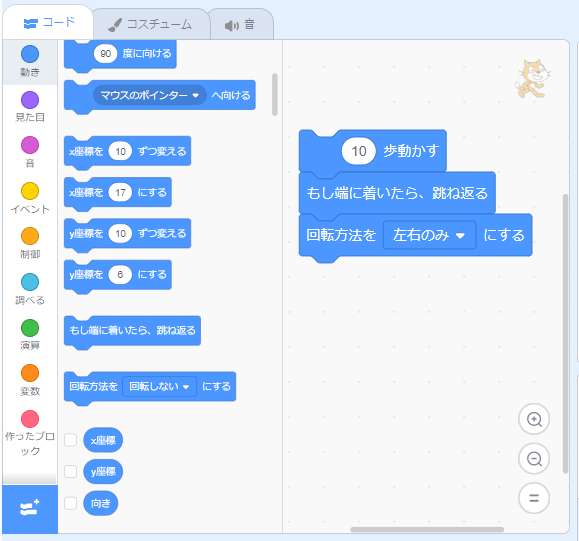 コード
コスチューム
音
動き
見た目
音
イベント
制御
調べる
演算
変数
作ったブロック
90 度に向ける
マウスのポインター へ向ける
x座標を 10 ずつ変える
x座標を 17 にする
y座標を 10 ずつ変える
y座標を 6 にする
もし端に着いたら、跳ね返る
回転方法を 回転しない にする
x座標
y座標
向き
10 歩動かす
もし端に着いたら、跳ね返る
回転方法を 左右のみ にする